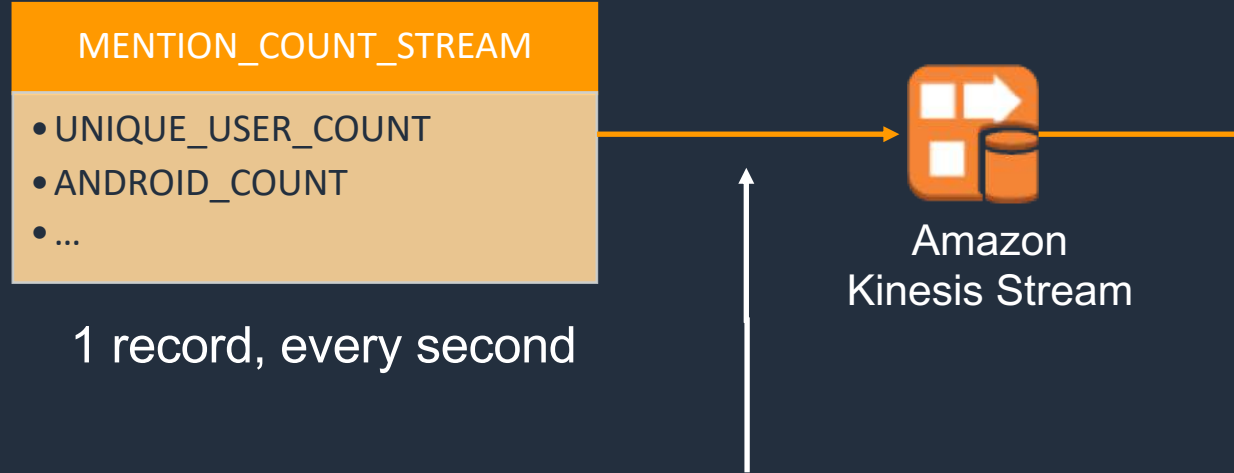 MENTION_COUNT_STREAM
•UNIQUE_USER_COUNT
•ANDROID_COUNT
•…
1 record, every second
Amazon
Kinesis Stream